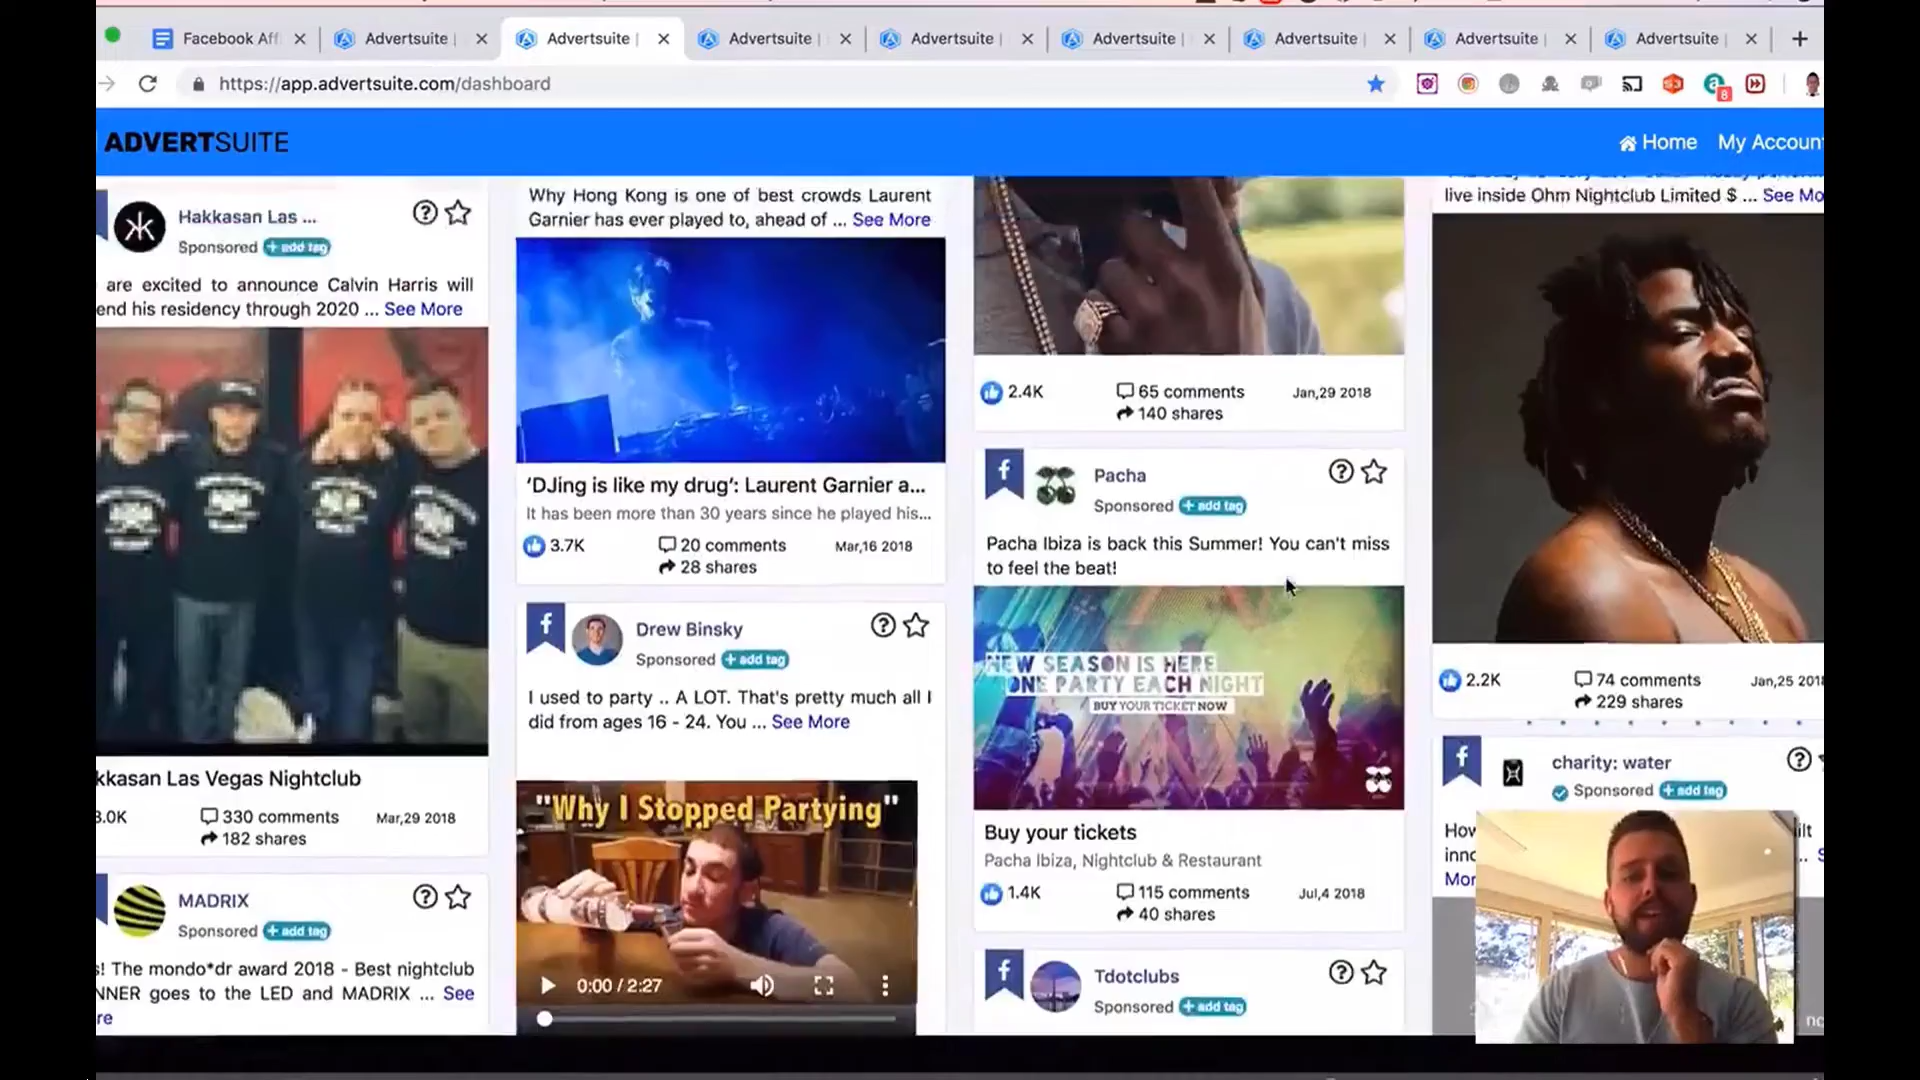 Facebook Aff
Advertsuite |
Advertsuite |
Advertsuite |
Advertsuite |
Advertsuite |
Advertsuite |
Advertsuite |
Advertsuite |
https://app.advertsuite.com/dashboard
8
ADVERTSUITE
Home
My Account
Hakkasan Las ...
Sponsored + add tag
are excited to announce Calvin Harris will
end his residency through 2020 ... See More
kkasan Las Vegas Nightclub
3.0K
330 comments
182 shares
Mar,29 2018
MADRIX
Sponsored + add tag
s! The mondo*dr award 2018 - Best nightclub
NNER goes to the LED and MADRIX ... See
re
Why Hong Kong is one of best crowds Laurent
Garnier has ever played to, ahead of ... See More
'DJing is like my drug': Laurent Garnier a...
It has been more than 30 years since he played his...
3.7K
20 comments
28 shares
Mar,16 2018
Drew Binsky
Sponsored + add tag
I used to party .. A LOT. That's pretty much all I
did from ages 16 - 24. You ... See More
"Why I Stopped Partying"
0:00 / 2:27
2.4K
65 comments
140 shares
Jan,29 2018
Pacha
Sponsored + add tag
Pacha Ibiza is back this Summer! You can't miss
to feel the beat!
NEW SEASON IS HERE
ONE PARTY EACH NIGHT
BUY YOUR TICKET NOW
Buy your tickets
Pacha Ibiza, Nightclub & Restaurant
1.4K
115 comments
40 shares
Jul,4 2018
Tdotclubs
Sponsored + add tag
live inside Ohm Nightclub Limited $ ... See Mo
2.2K
74 comments
229 shares
Jan,25 2018
charity: water
Sponsored + add tag
How
ilt
inno
Mor